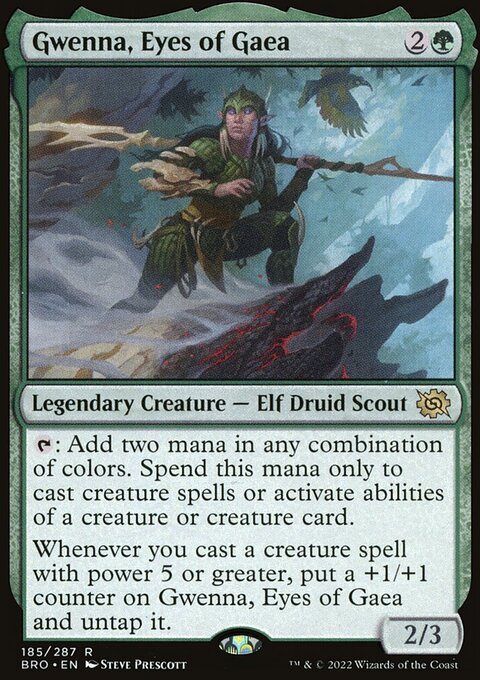 Gwenna, Eyes of Gaea 2
Legendary Creature — Elf Druid Scout
: Add two mana in any combination
of colors. Spend this mana only to
cast creature spells or activate abilities
of a creature or creature card.
Whenever you cast a creature spell
with power 5 or greater, put a +1/+1
counter on Gwenna, Eyes of Gaea
and untap it.
2/3
185/287 R
BRO • EN Steve Prescott
™ & © 2022 Wizards of the Coast